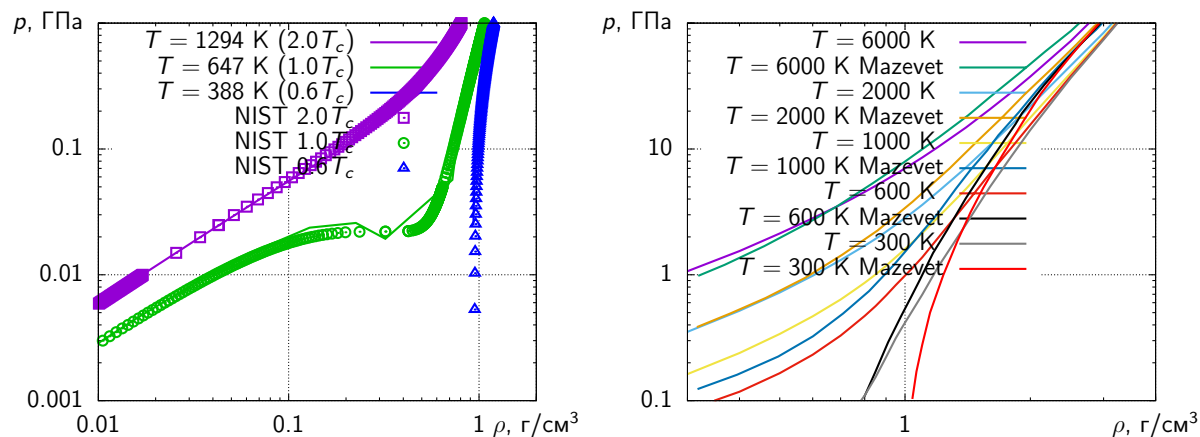 p, ГПа
T = 1294 K (2.0T_c)
T = 647 K (1.0T_c)
T = 388 K (0.6T_c)
NIST 2.0T_c
NIST 1.0T_c
NIST 0.6T_c
0.1
0.01
0.001
0.01
0.1
1
ρ, г/см³
p, ГПа
T = 6000 K
T = 6000 K Mazevet
T = 2000 K
T = 2000 K Mazevet
T = 1000 K
T = 1000 K Mazevet
T = 600 K
T = 600 K Mazevet
T = 300 K
T = 300 K Mazevet
10
1
0.1
1
ρ, г/см³